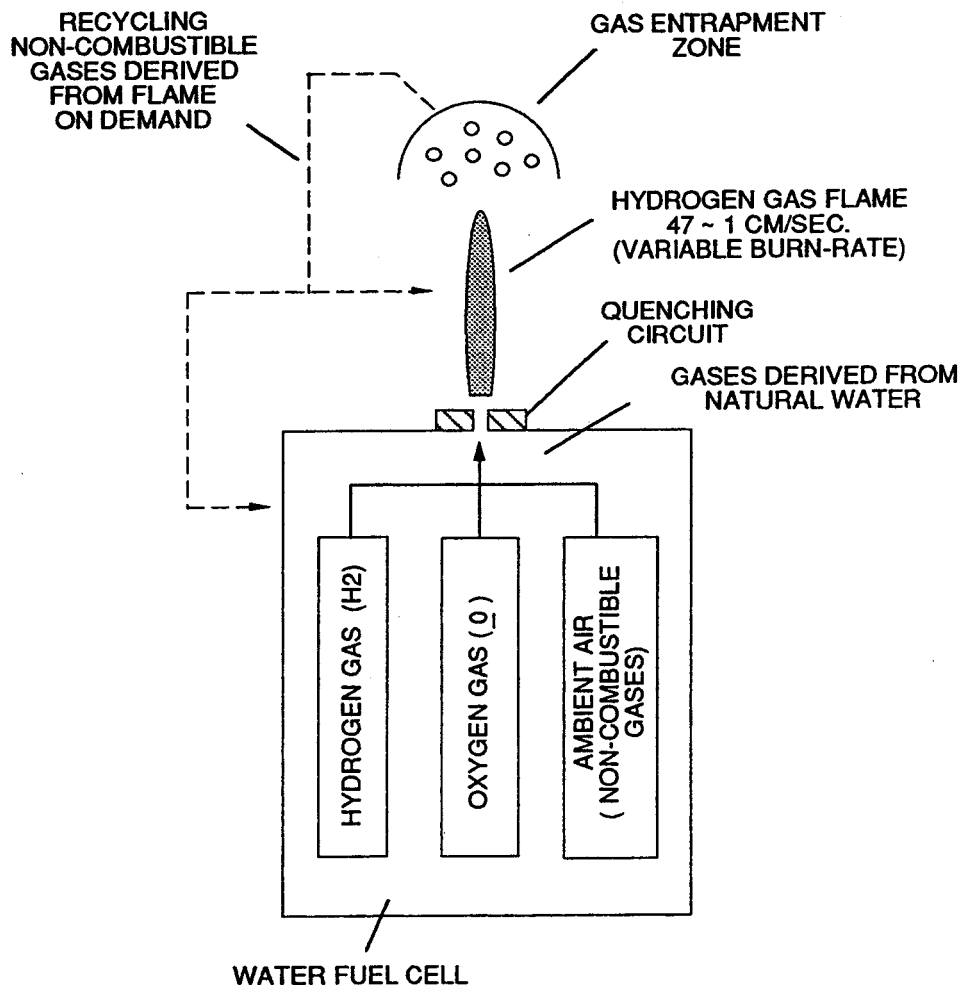 RECYCLING
NON-COMBUSTIBLE
GASES DERIVED
FROM FLAME
ON DEMAND
GAS ENTRAPMENT
ZONE
HYDROGEN GAS FLAME
47 ~ 1 CM/SEC.
(VARIABLE BURN-RATE)
QUENCHING
CIRCUIT
GASES DERIVED FROM
NATURAL WATER
HYDROGEN GAS (H2)
OXYGEN GAS (0)
AMBIENT AIR
( NON-COMBUSTIBLE
GASES)
WATER FUEL CELL